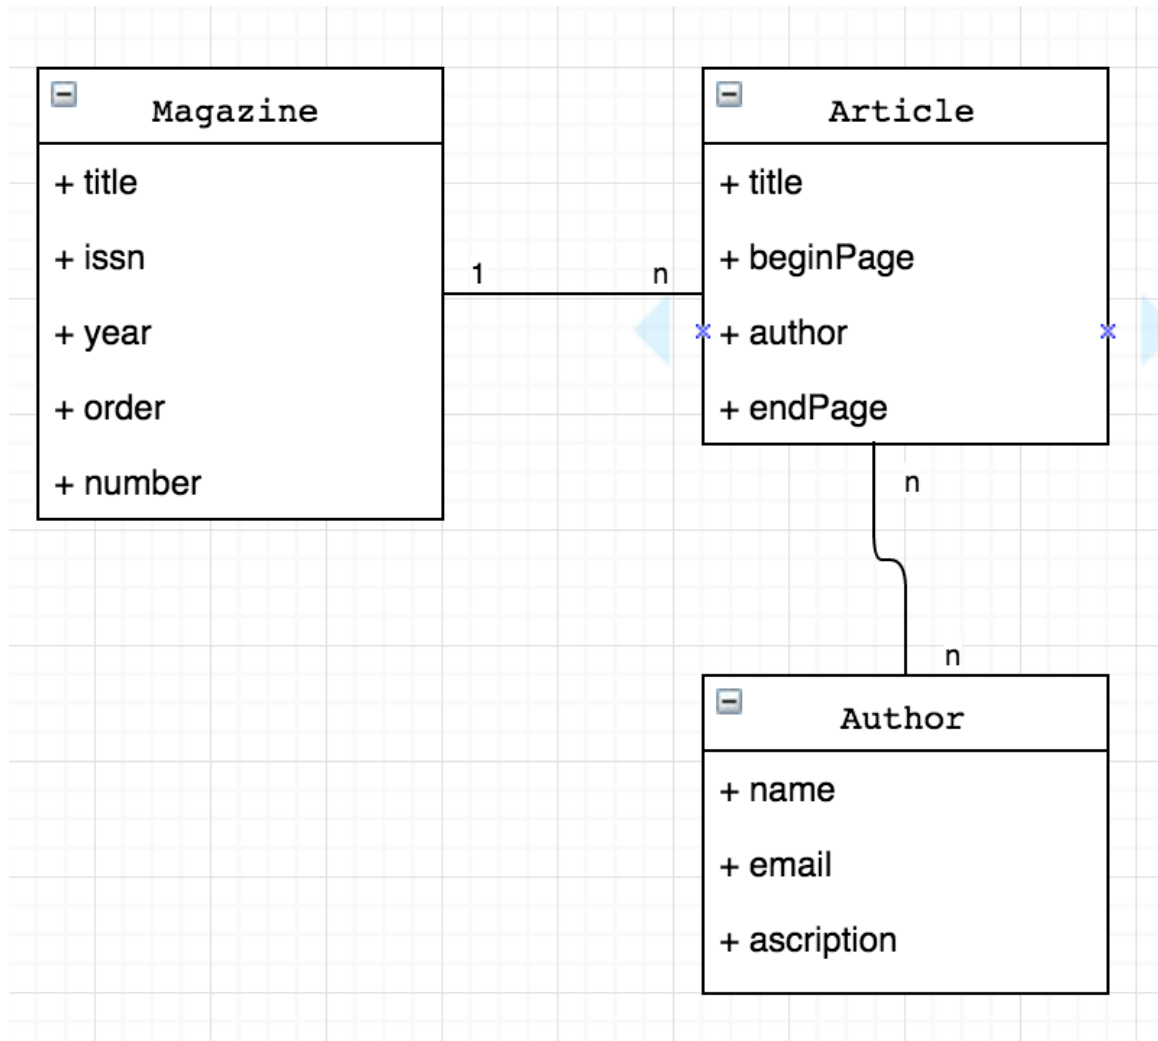 Magazine
+ title
+ issn
+ year
+ order
+ number
1
n
Article
+ title
+ beginPage
+ author
+ endPage
n
n
Author
+ name
+ email
+ ascription